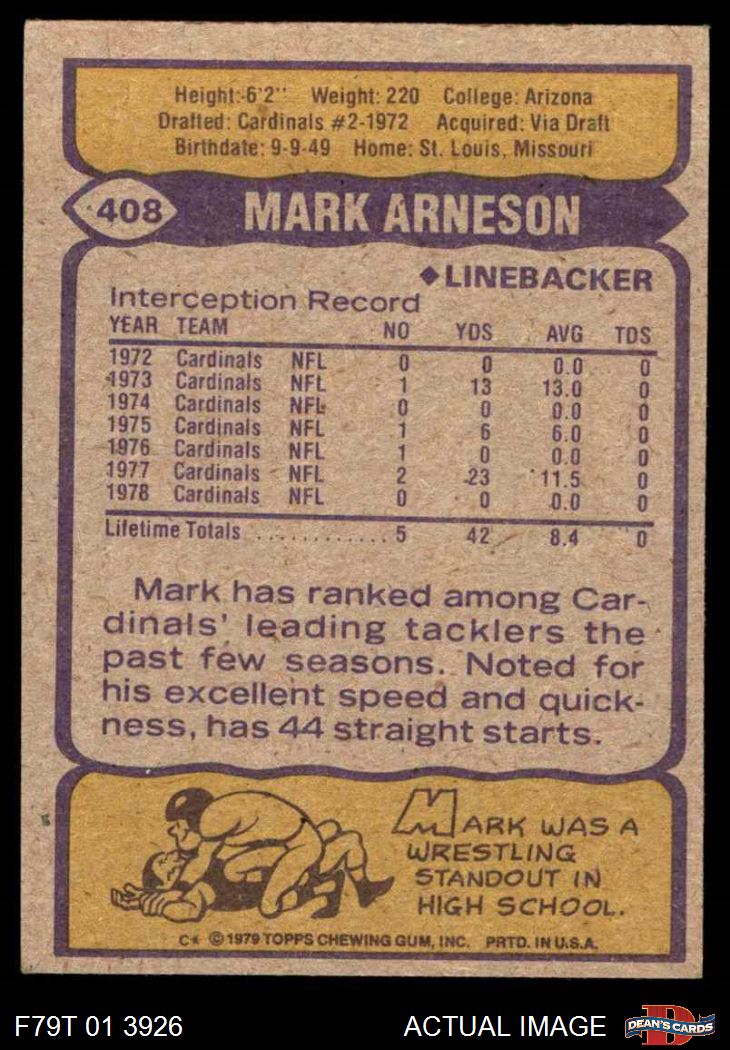 Height: 6'2" Weight: 220 College: Arizona
Drafted: Cardinals #2-1972 Acquired: Via Draft
Birthdate: 9-9-49 Home: St. Louis, Missouri
408 MARK ARNESON
◆LINEBACKER
Interception Record
YEAR TEAM NO YDS AVG TDS
1972 Cardinals NFL 0 0 0.0 0
1973 Cardinals NFL 1 13 13.0 0
1974 Cardinals NFL 0 0 0.0 0
1975 Cardinals NFL 1 6 6.0 0
1976 Cardinals NFL 1 0 0.0 0
1977 Cardinals NFL 2 23 11.5 0
1978 Cardinals NFL 0 0 0.0 0
Lifetime Totals ............ 5 42 8.4 0
Mark has ranked among Car-
dinals' leading tacklers the
past few seasons. Noted for
his excellent speed and quick-
ness, has 44 straight starts.
MARK WAS A
WRESTLING
STANDOUT IN
HIGH SCHOOL.
C* © 1979 TOPPS CHEWING GUM, INC. PRTD. IN U.S.A.
F79T 01 3926 ACTUAL IMAGE D DEAN'S CARDS